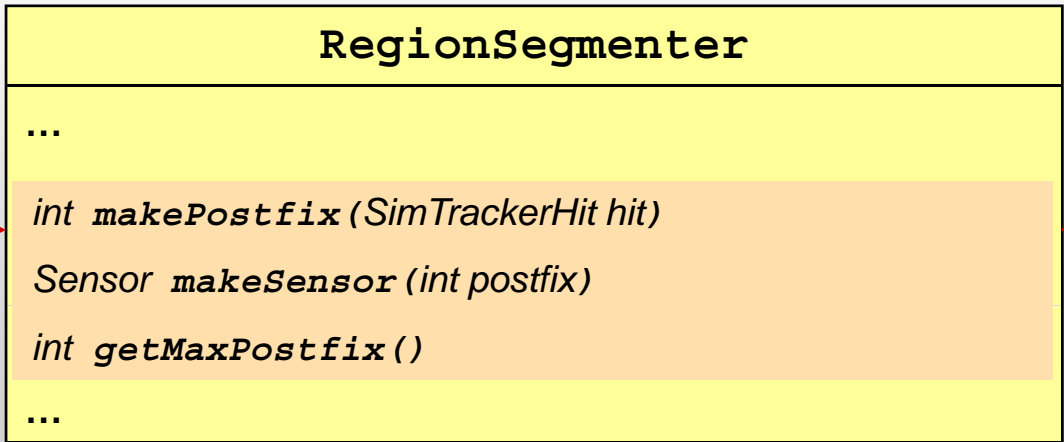 RegionSegmenter
…
int makePostfix(SimTrackerHit hit)
Sensor makeSensor(int postfix)
int getMaxPostfix()
…